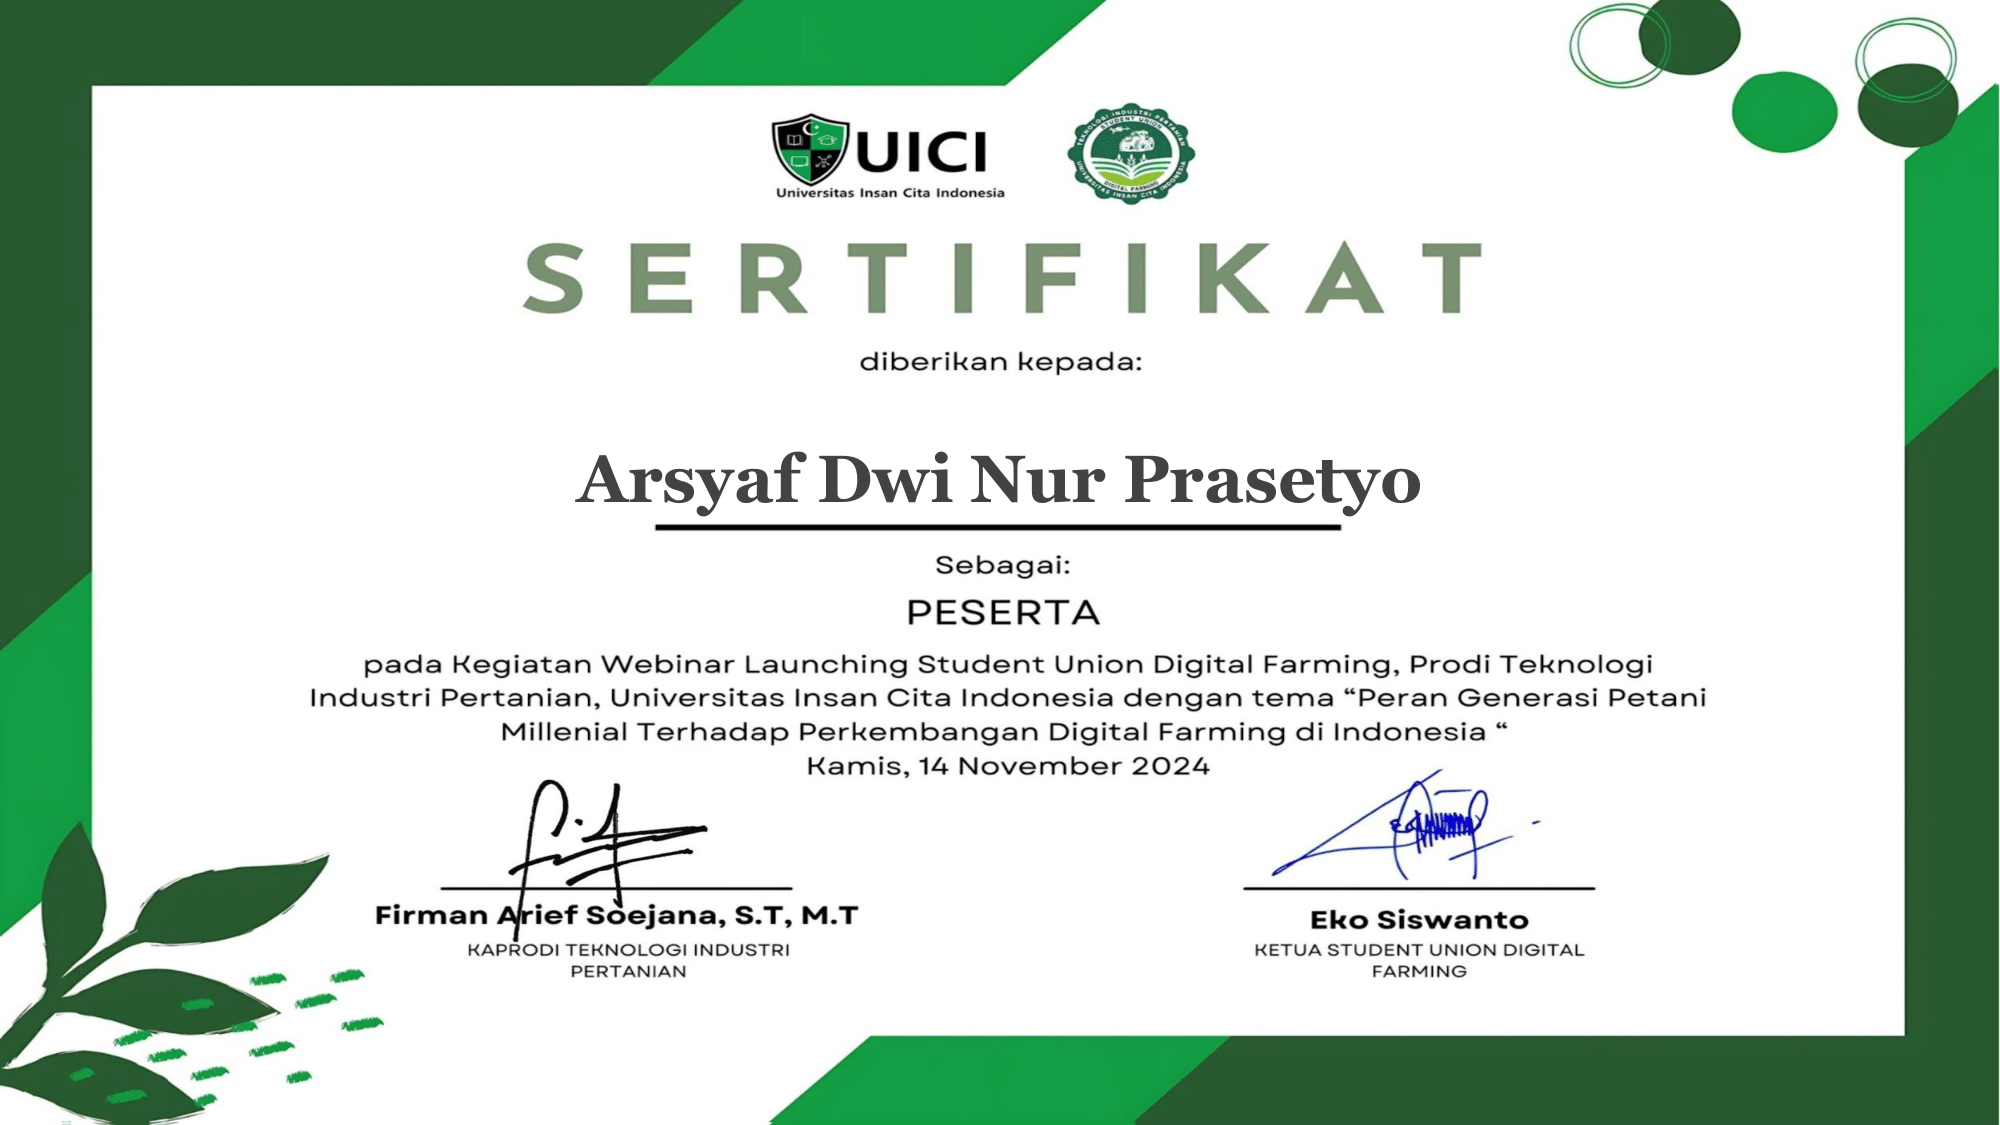 UICI
Universitas Insan Cita Indonesia
TEKNOLOGI INDUSTRI PERTANIAN
STUDENT UNION
DIGITAL FARMING
UNIVERSITAS INSAN CITA INDONESIA
SERTIFIKAT
diberikan kepada:
Arsyaf Dwi Nur Prasetyo
Sebagai:
PESERTA
pada Kegiatan Webinar Launching Student Union Digital Farming, Prodi Teknologi
Industri Pertanian, Universitas Insan Cita Indonesia dengan tema “Peran Generasi Petani
Millenial Terhadap Perkembangan Digital Farming di Indonesia “
Kamis, 14 November 2024
Firman Arief Soejana, S.T, M.T
KAPRODI TEKNOLOGI INDUSTRI
PERTANIAN
Eko Siswanto
KETUA STUDENT UNION DIGITAL
FARMING